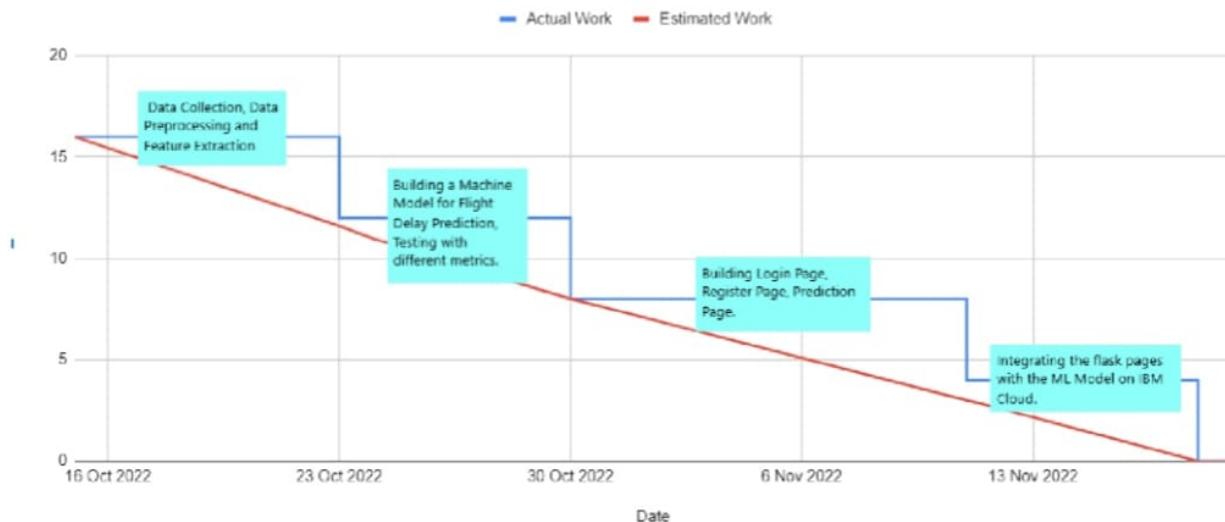 Actual Work
Estimated Work
20
15
10
5
0
Data Collection, Data
Preprocessing and
Feature Extraction
Building a Machine
Model for Flight
Delay Prediction,
Testing with
different metrics.
Building Login Page,
Register Page, Prediction
Page.
Integrating the flask pages
with the ML Model on IBM
Cloud.
16 Oct 2022
23 Oct 2022
30 Oct 2022
6 Nov 2022
13 Nov 2022
Date